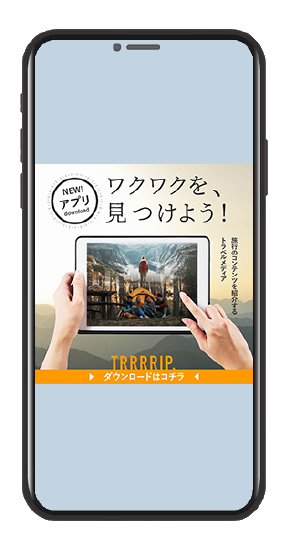 NEW!
アプリ
download
ワクワクを、
見つけよう!
旅行のコンテンツを紹介する
トラベルメディア
TRRRRIP.
ダウンロードはコチラ